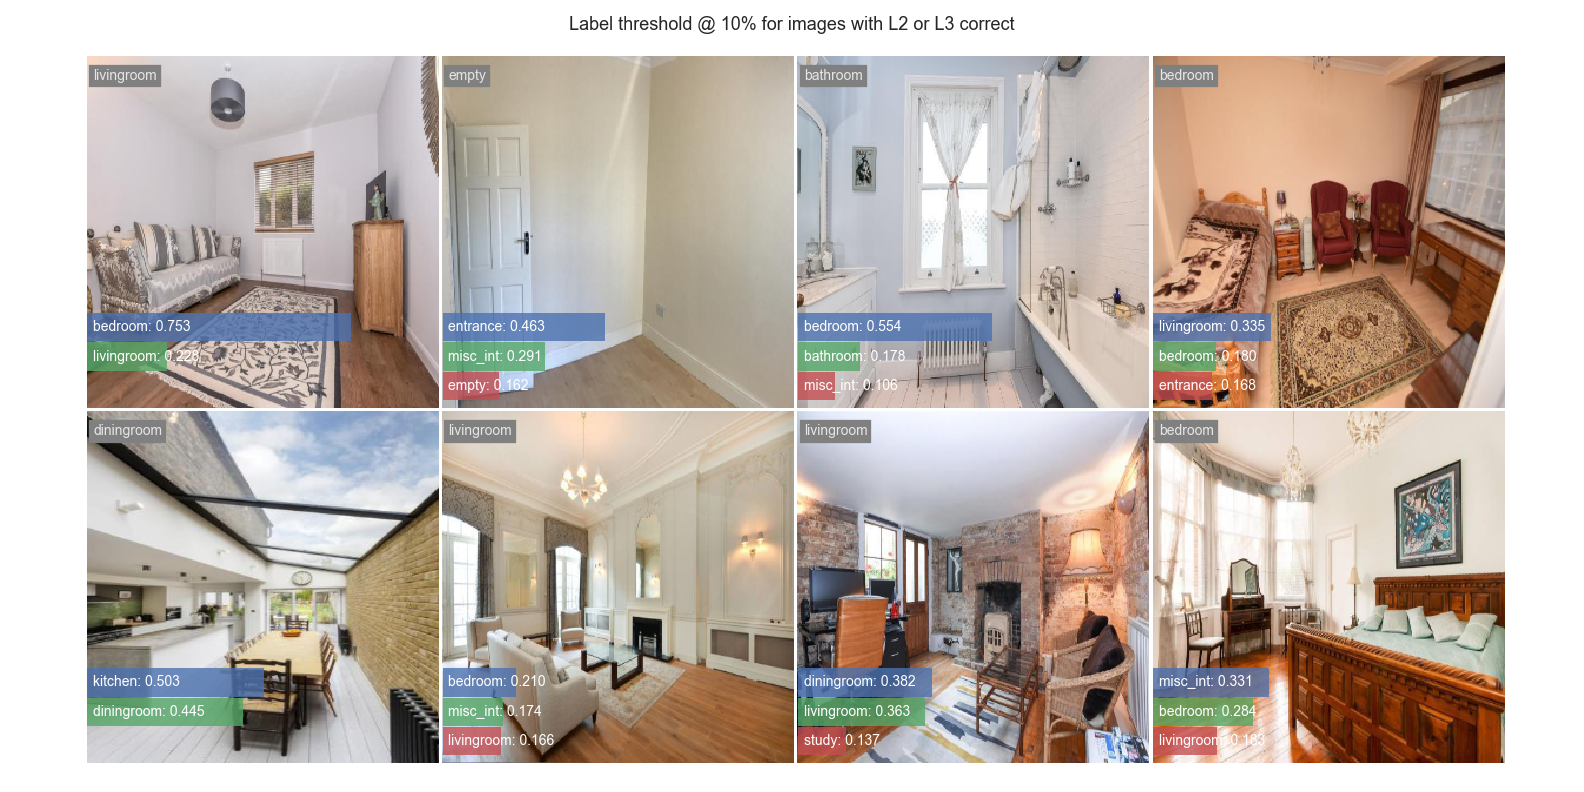 Label threshold @ 10% for images with L2 or L3 correct
livingroom
bedroom: 0.753
livingroom: 0.228
empty
entrance: 0.463
misc_int: 0.291
empty: 0.162
bathroom
bedroom: 0.554
bathroom: 0.178
misc_int: 0.106
bedroom
livingroom: 0.335
bedroom: 0.180
entrance: 0.168
diningroom
kitchen: 0.503
diningroom: 0.445
livingroom
bedroom: 0.210
misc_int: 0.174
livingroom: 0.166
livingroom
diningroom: 0.382
livingroom: 0.363
study: 0.137
bedroom
misc_int: 0.331
bedroom: 0.284
livingroom: 0.183